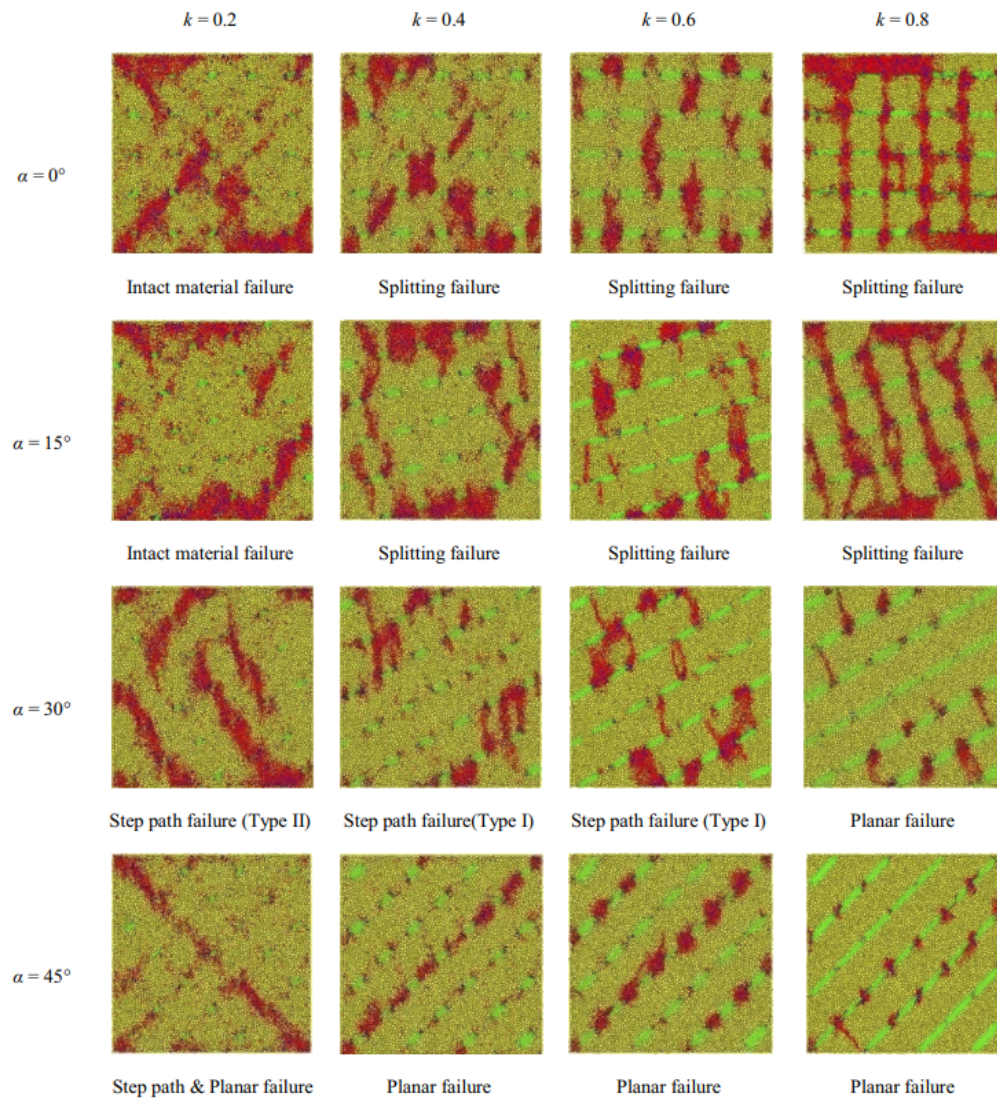 k = 0.2 k = 0.4 k = 0.6 k = 0.8
α = 0°
Intact material failure Splitting failure Splitting failure Splitting failure
α = 15°
Intact material failure Splitting failure Splitting failure Splitting failure
α = 30°
Step path failure (Type II) Step path failure(Type I) Step path failure (Type I) Planar failure
α = 45°
Step path & Planar failure Planar failure Planar failure Planar failure